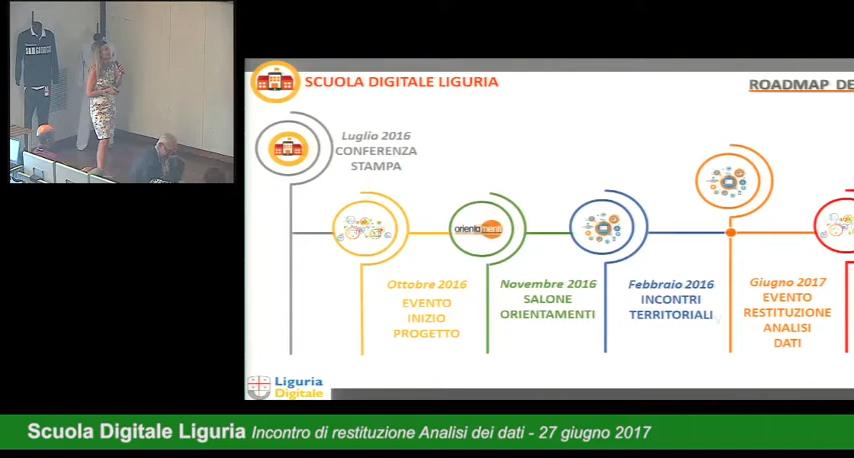 SCUOLA DIGITALE LIGURIA
ROADMAP DE
Luglio 2016
CONFERENZA
STAMPA
orientamenti
Ottobre 2016
EVENTO
INIZIO
PROGETTO
Novembre 2016
SALONE
ORIENTAMENTI
Febbraio 2016
INCONTRI
TERRITORIALI
Giugno 2017
EVENTO
RESTITUZIONE
ANALISI
DATI
Liguria
Digitale
Scuola Digitale Liguria Incontro di restituzione Analisi dei dati - 27 giugno 2017